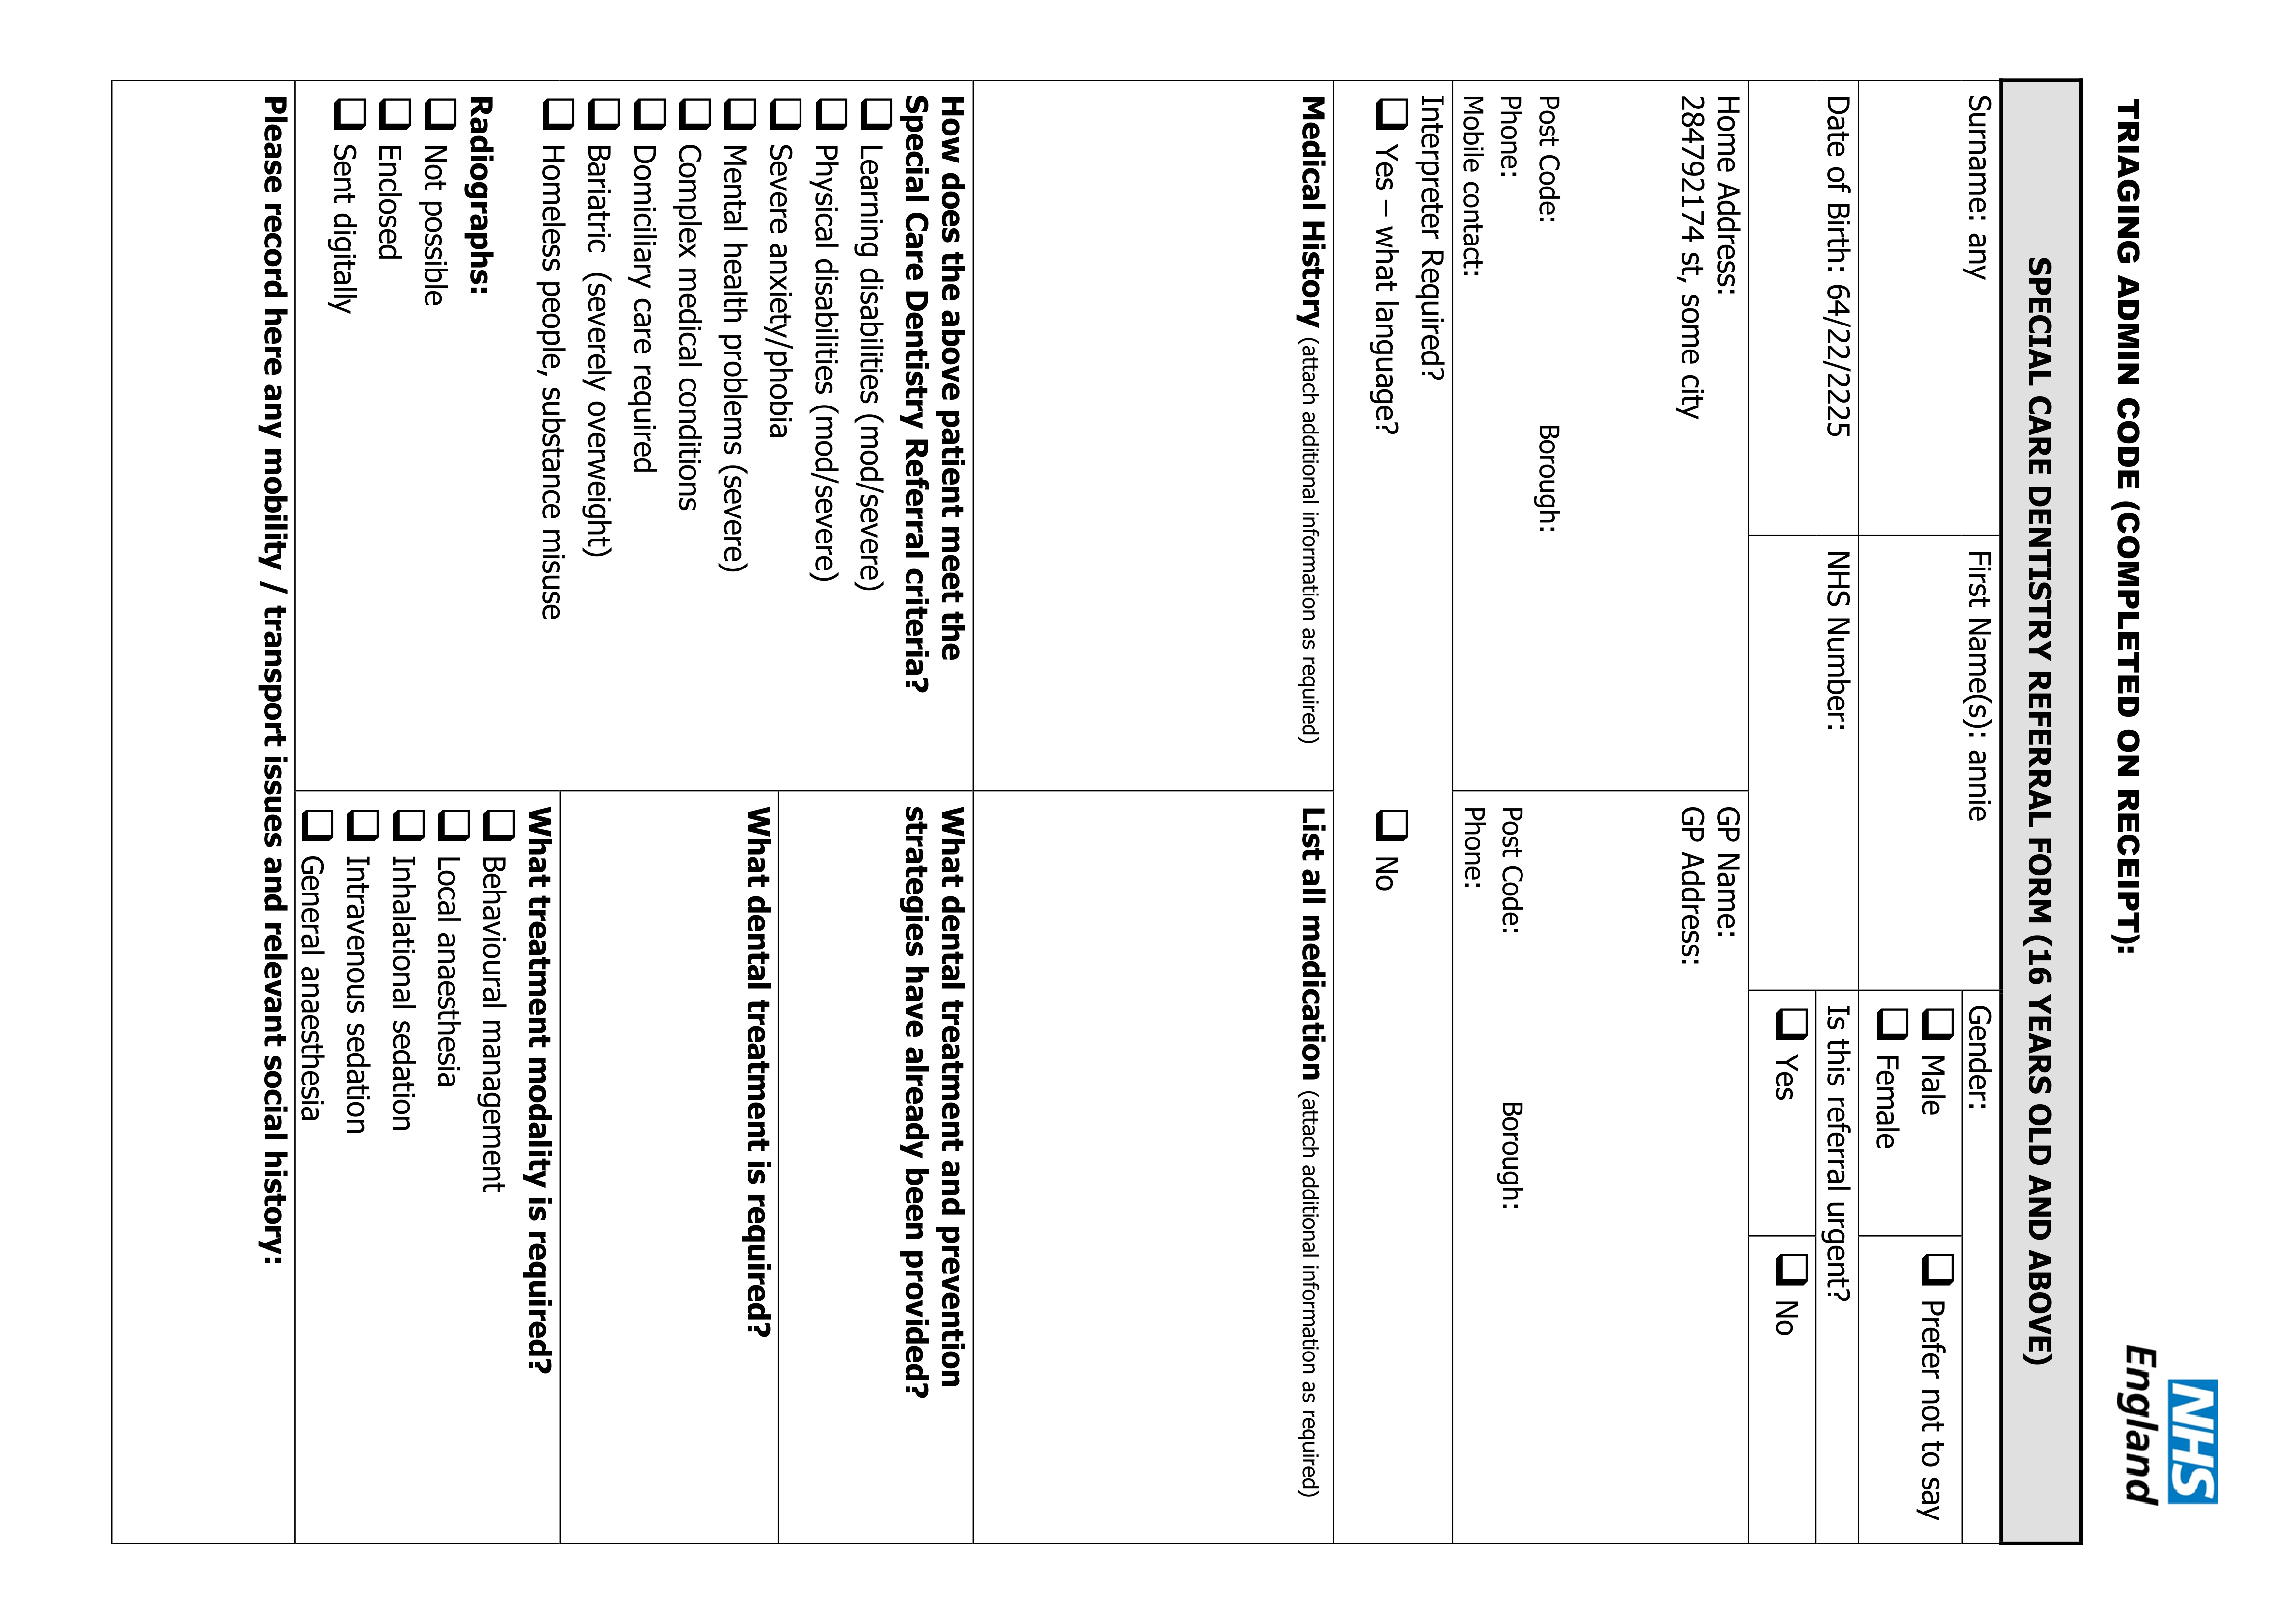 NHS
England
TRIAGING ADMIN CODE (COMPLETED ON RECEIPT):
SPECIAL CARE DENTISTRY REFERRAL FORM (16 YEARS OLD AND ABOVE)
Surname: any
First Name(s): annie
Gender:
Male
Prefer not to say
Female
Date of Birth: 64/22/2225
NHS Number:
Is this referral urgent?
Yes
No
Home Address:
284792174 st, some city
Post Code: Borough:
Phone:
Mobile contact:
GP Name:
GP Address:
Post Code: Borough:
Phone:
Interpreter Required?
Yes – what language?
No
Medical History (attach additional information as required)
List all medication (attach additional information as required)
How does the above patient meet the
Special Care Dentistry Referral criteria?
Learning disabilities (mod/severe)
Physical disabilities (mod/severe)
Severe anxiety/phobia
Mental health problems (severe)
Complex medical conditions
Domiciliary care required
Bariatric (severely overweight)
Homeless people, substance misuse
Radiographs:
Not possible
Enclosed
Sent digitally
What dental treatment and prevention
strategies have already been provided?
What dental treatment is required?
What treatment modality is required?
Behavioural management
Local anaesthesia
Inhalational sedation
Intravenous sedation
General anaesthesia
Please record here any mobility / transport issues and relevant social history: